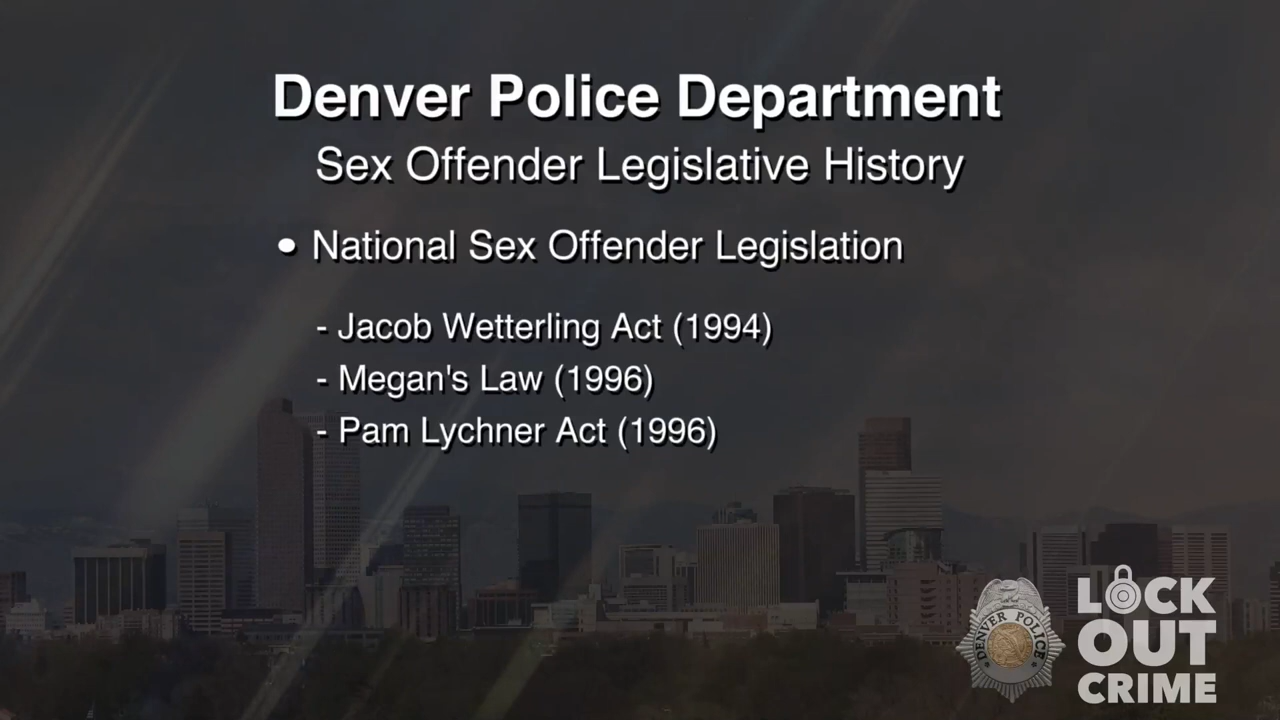 Denver Police Department
Sex Offender Legislative History
• National Sex Offender Legislation
- Jacob Wetterling Act (1994)
- Megan's Law (1996)
- Pam Lychner Act (1996)
DENVER POLICE
LOCK
OUT
CRIME